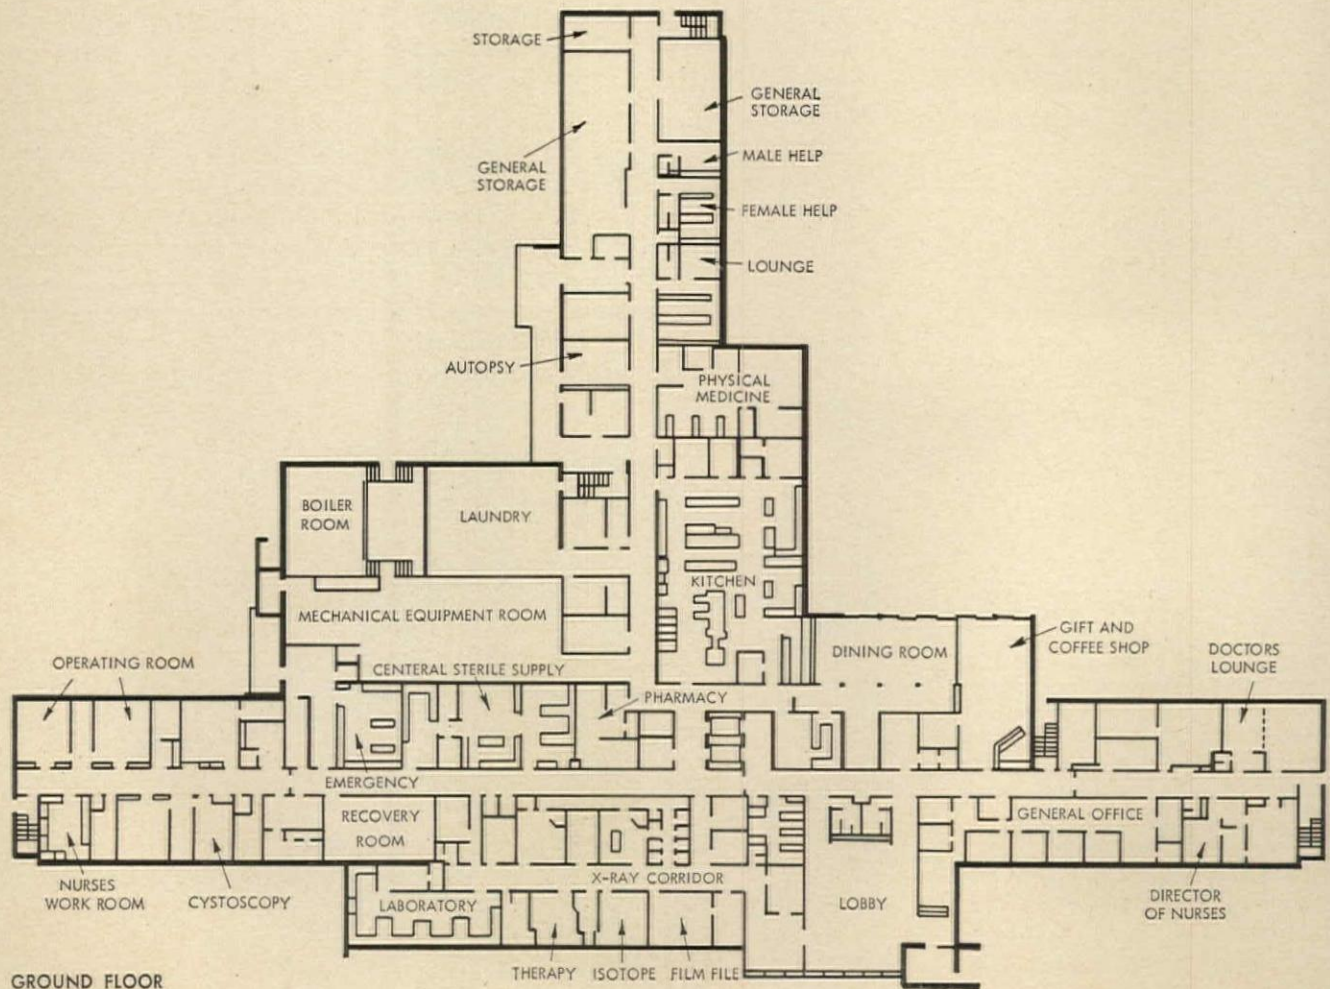 STORAGE
GENERAL
STORAGE
GENERAL
STORAGE
MALE HELP
FEMALE HELP
LOUNGE
AUTOPSY
PHYSICAL
MEDICINE
BOILER
ROOM
LAUNDRY
KITCHEN
MECHANICAL EQUIPMENT ROOM
GIFT AND
COFFEE SHOP
DINING ROOM
DOCTORS
LOUNGE
OPERATING ROOM
CENTERAL STERILE SUPPLY
PHARMACY
EMERGENCY
RECOVERY
ROOM
GENERAL OFFICE
X-RAY CORRIDOR
NURSES
WORK ROOM
CYSTOSCOPY
LABORATORY
LOBBY
DIRECTOR
OF NURSES
THERAPY
ISOTOPE
FILM FILE
GROUND FLOOR